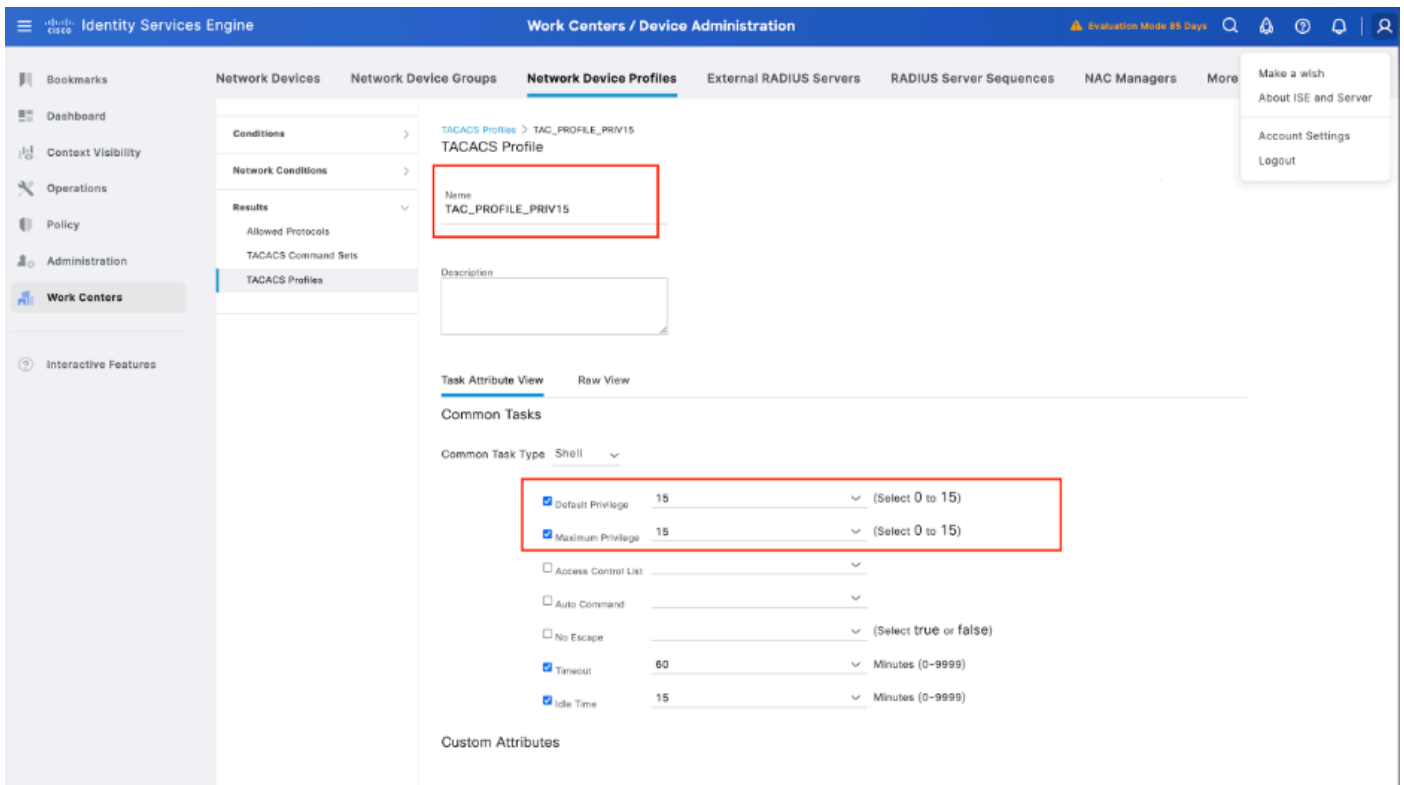 cisco Identity Services Engine
Work Centers / Device Administration
Evaluation Mode 85 Days
Bookmarks
Dashboard
Context Visibility
Operations
Policy
Administration
Work Centers
Interactive Features
Network Devices
Network Device Groups
Network Device Profiles
External RADIUS Servers
RADIUS Server Sequences
NAC Managers
More
Make a wish
About ISE and Server
Account Settings
Logout
Conditions
Network Conditions
Results
Allowed Protocols
TACACS Command Sets
TACACS Profiles
TACACS Profiles > TAC_PROFILE_PRIV15
TACACS Profile
Name
TAC_PROFILE_PRIV15
Description
Task Attribute View Raw View
Common Tasks
Common Task Type Shell
Default Privilege 15 (Select 0 to 15)
Maximum Privilege 15 (Select 0 to 15)
Access Control List
Auto Command
No Escape (Select true or false)
Timeout 60 Minutes (0-9999)
Idle Time 15 Minutes (0-9999)
Custom Attributes